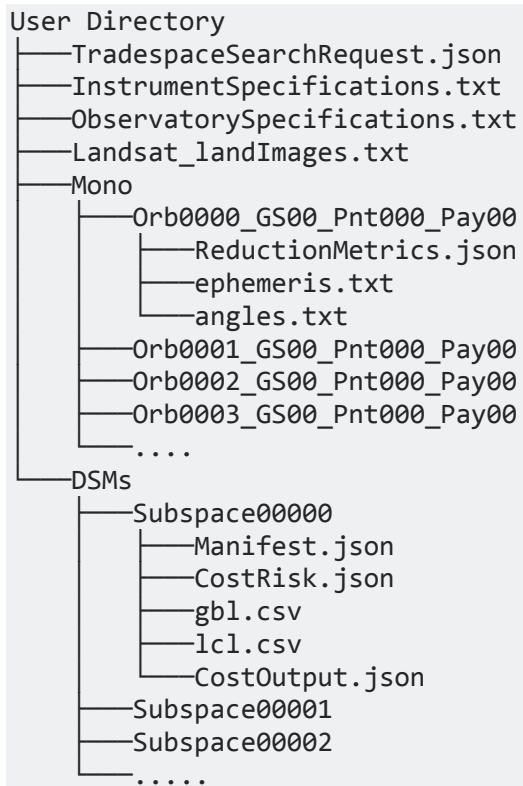 User Directory
├───TradespaceSearchRequest.json
├───InstrumentSpecifications.txt
├───ObservatorySpecifications.txt
├───Landsat_landImages.txt
├───Mono
│   ├───Orb0000_GS00_Pnt000_Pay00
│   │   ├───ReductionMetrics.json
│   │   ├───ephemeris.txt
│   │   └───angles.txt
│   ├───Orb0001_GS00_Pnt000_Pay00
│   ├───Orb0002_GS00_Pnt000_Pay00
│   ├───Orb0003_GS00_Pnt000_Pay00
│   └───....
└───DSMs
    ├───Subspace00000
    │   ├───Manifest.json
    │   ├───CostRisk.json
    │   ├───gbl.csv
    │   ├───lcl.csv
    │   └───CostOutput.json
    ├───Subspace00001
    ├───Subspace00002
    └───.....